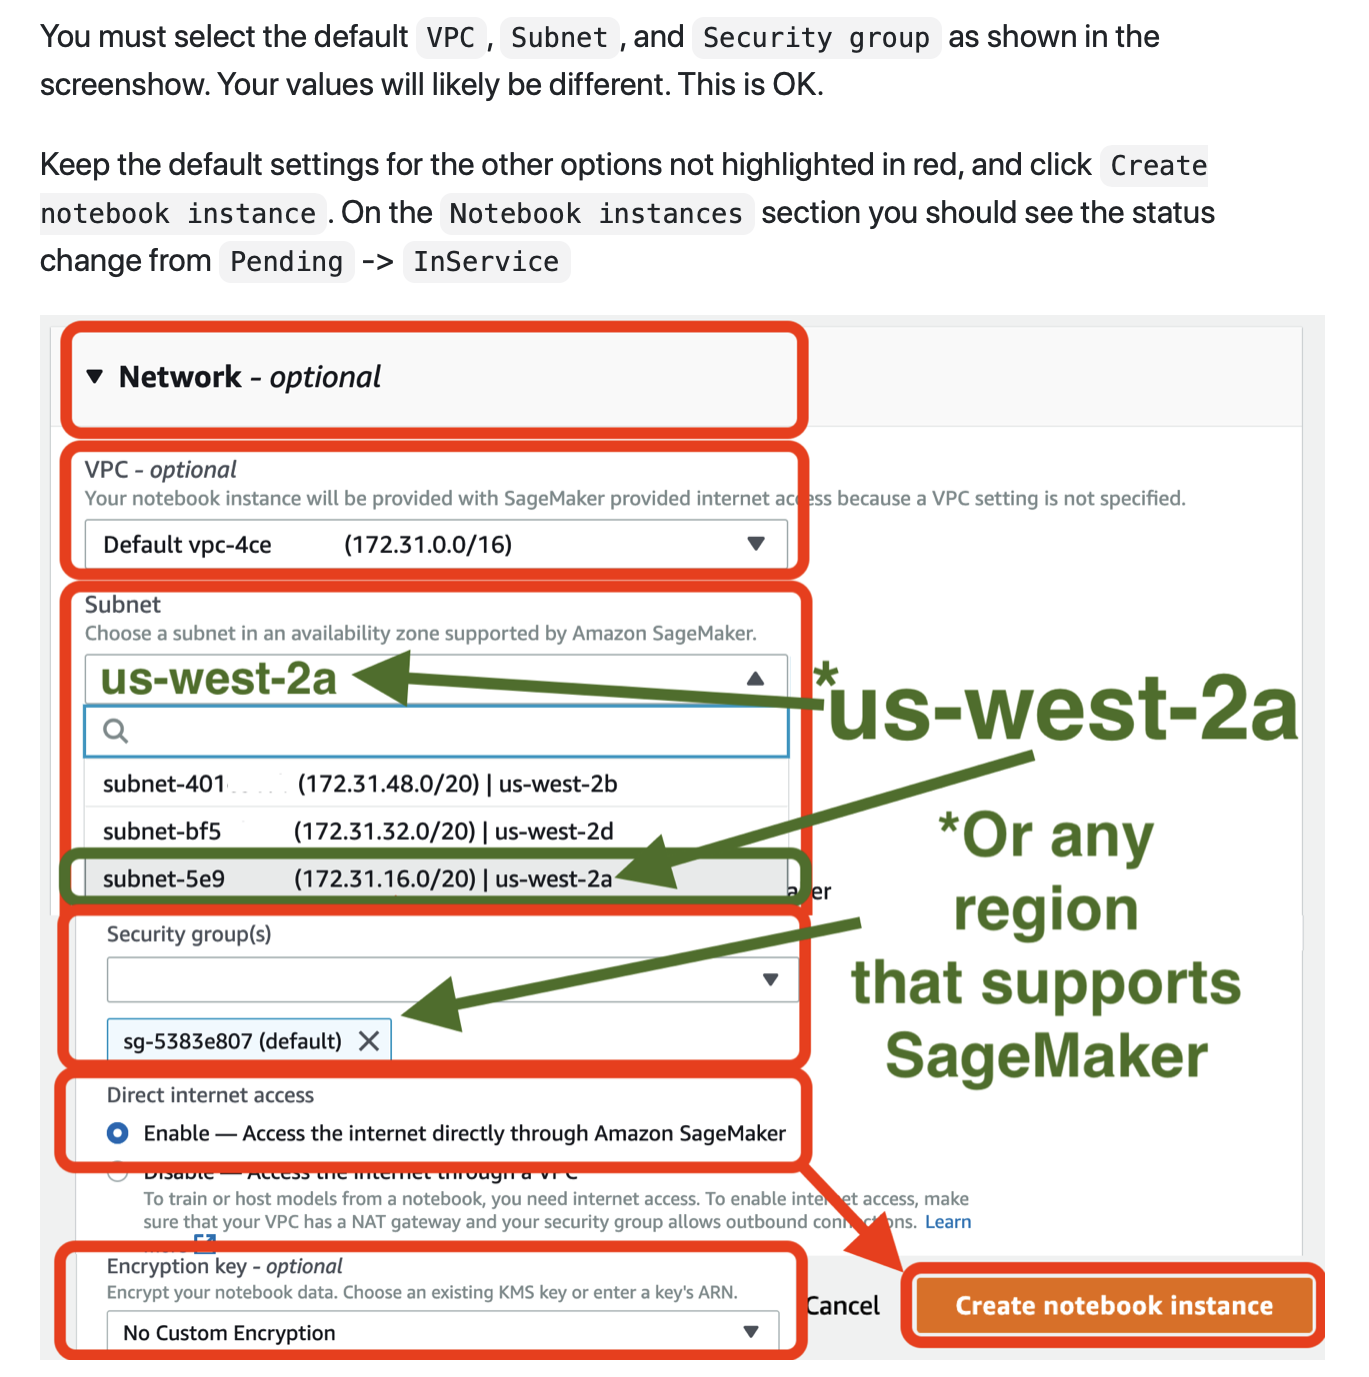 You must select the default VPC , Subnet , and Security group as shown in the
screenshow. Your values will likely be different. This is OK.
Keep the default settings for the other options not highlighted in red, and click Create
notebook instance . On the Notebook instances section you should see the status
change from Pending -> InService
Network - optional
VPC - optional
Your notebook instance will be provided with SageMaker provided internet access because a VPC setting is not specified.
Default vpc-4ce (172.31.0.0/16)
Subnet
Choose a subnet in an availability zone supported by Amazon SageMaker.
us-west-2a
*us-west-2a
subnet-401 (172.31.48.0/20) | us-west-2b
subnet-bf5 (172.31.32.0/20) | us-west-2d
subnet-5e9 (172.31.16.0/20) | us-west-2a
*Or any
region
that supports
SageMaker
Security group(s)
sg-5383e807 (default)
Direct internet access
Enable — Access the internet directly through Amazon SageMaker
Disable — Access the internet through a VPC
To train or host models from a notebook, you need internet access. To enable internet access, make
sure that your VPC has a NAT gateway and your security group allows outbound connections. Learn
Encryption key - optional
Encrypt your notebook data. Choose an existing KMS key or enter a key's ARN.
No Custom Encryption
Cancel
Create notebook instance